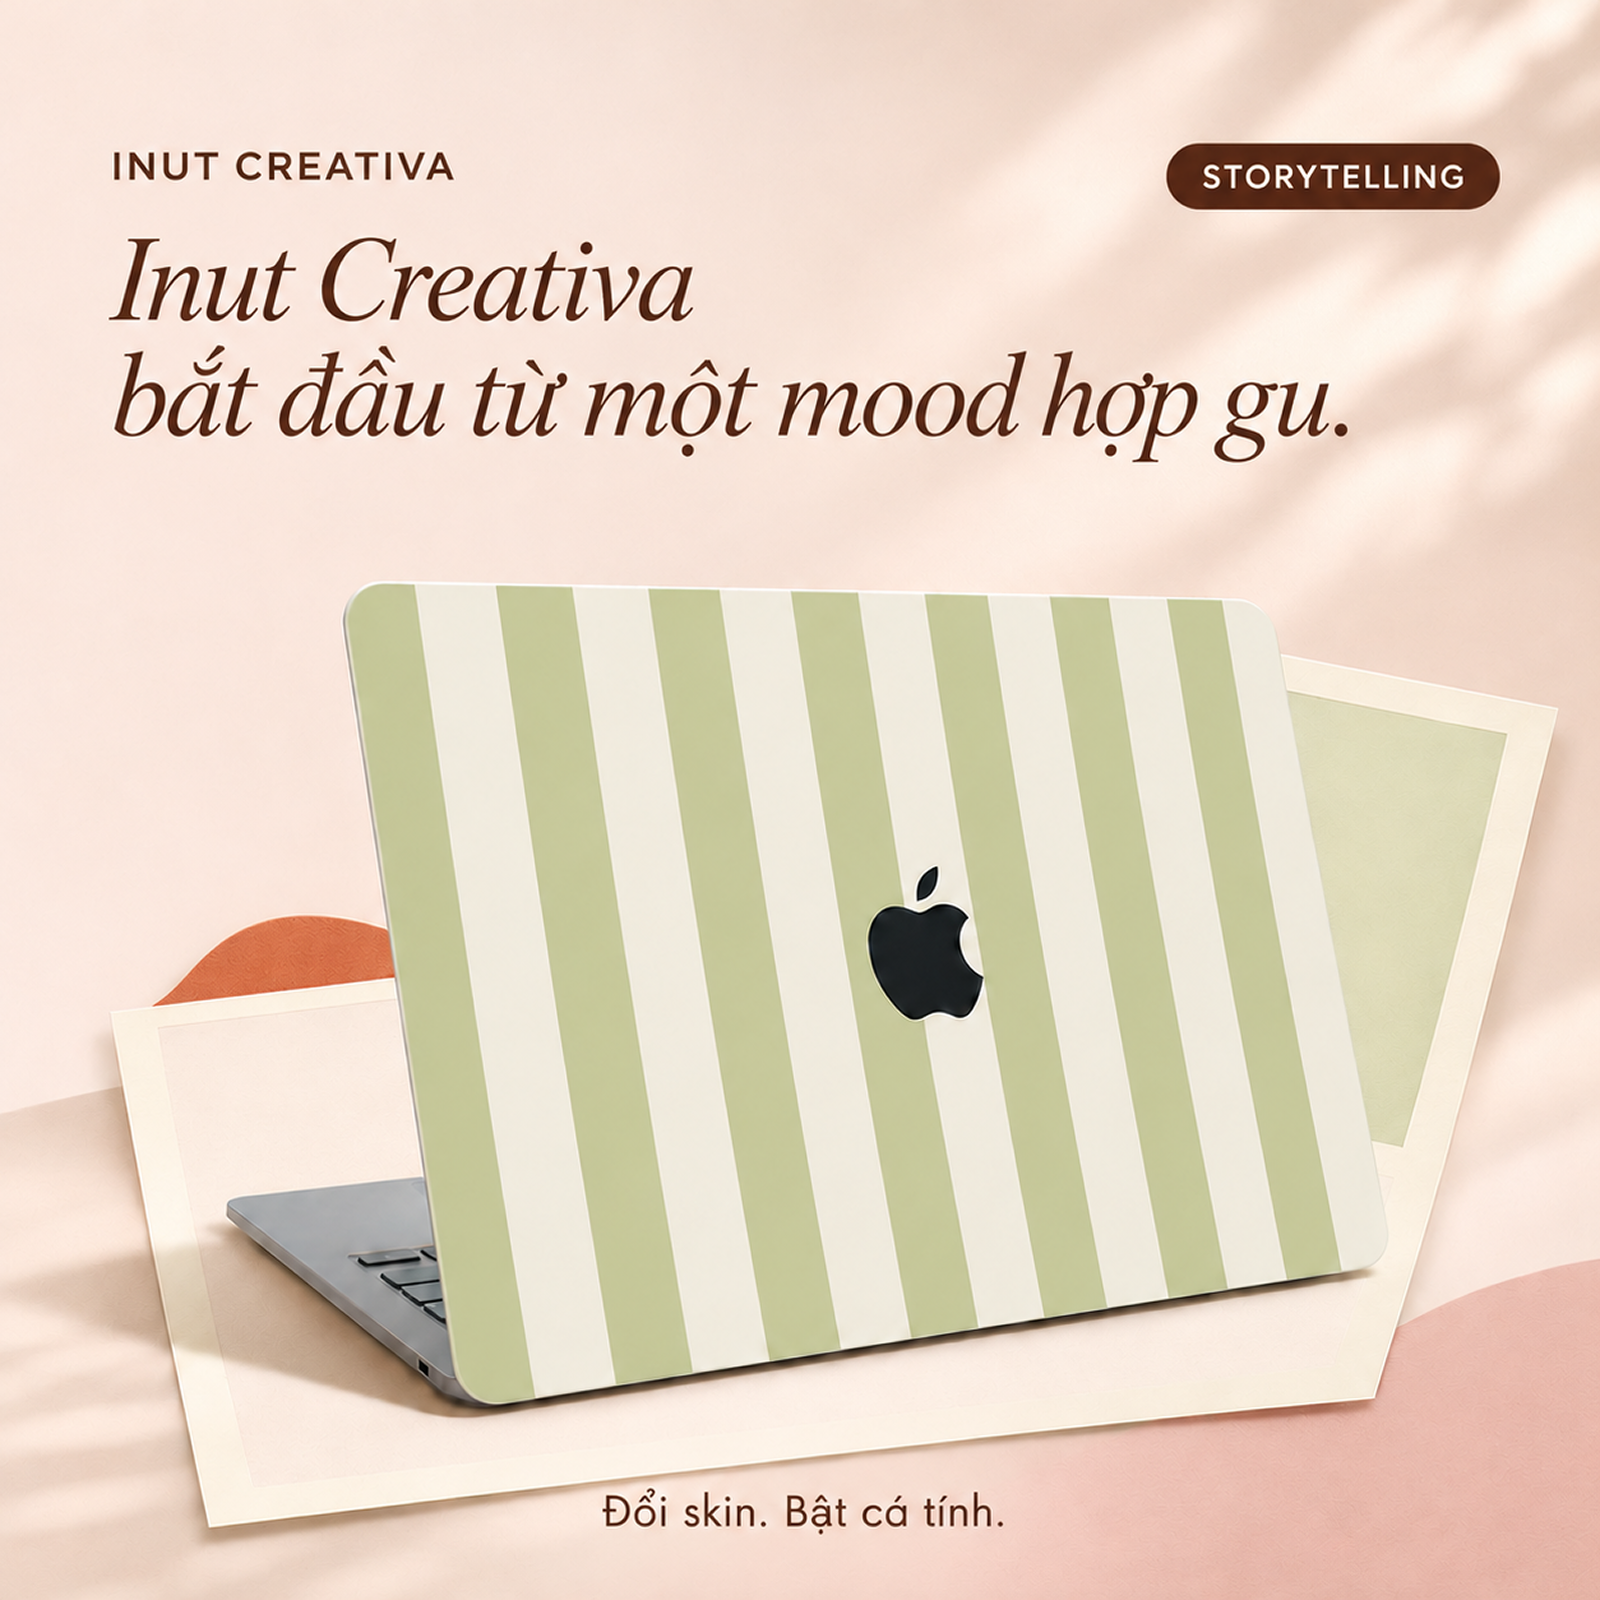 INUT CREATIVA
STORYTELLING
Inut Creativa
bắt đầu từ một mood hợp gu.
Đổi skin. Bật cá tính.